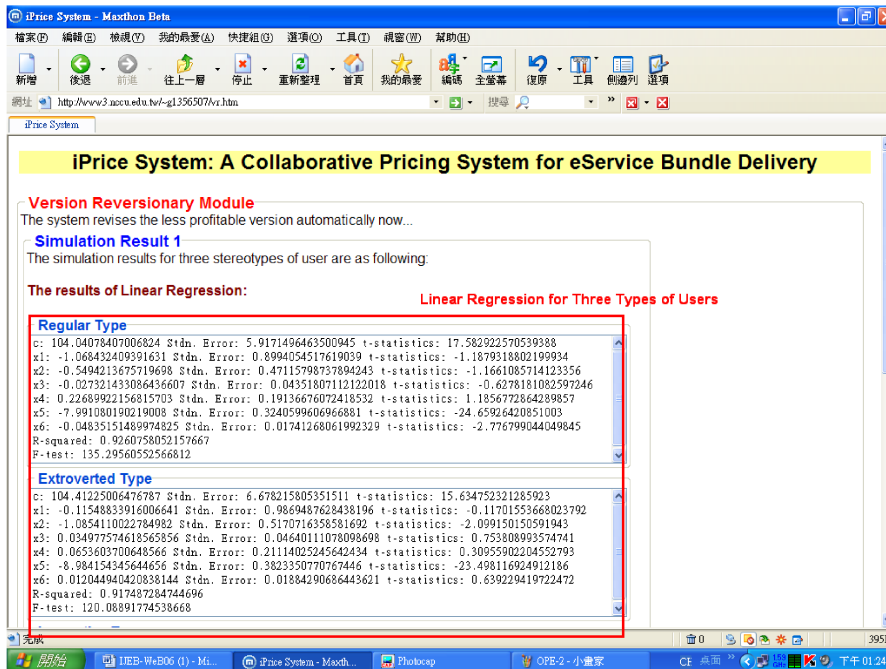 iPrice System - Maxthon Beta
檔案(F) 編輯(E) 檢視(V) 我的最愛(A) 快捷組(G) 選項(O) 工具(T) 視窗(W) 幫助(H)
新增 後退 前進 往上一層 停止 重新整理 首頁 我的最愛 編碼 全螢幕 復原 工具 側邊列 選項
網址 http://www3.nccu.edu.tw/~g1356507/vr.htm 搜尋
iPrice System
iPrice System: A Collaborative Pricing System for eService Bundle Delivery
Version Reversionary Module
The system revises the less profitable version automatically now...
Simulation Result 1
The simulation results for three stereotypes of user are as following:
The results of Linear Regression:
Linear Regression for Three Types of Users
Regular Type
c: 104.04078407006824 Stdn. Error: 5.9171496463500945 t-statistics: 17.582922570539388
x1: -1.068432409391631 Stdn. Error: 0.8994054517619039 t-statistics: -1.1879318802199934
x2: -0.5494213675719698 Stdn. Error: 0.47115798737894243 t-statistics: -1.1661085714123356
x3: -0.027321433086436607 Stdn. Error: 0.04351807112122018 t-statistics: -0.6278181082597246
x4: 0.22689922156815703 Stdn. Error: 0.19136676072418532 t-statistics: 1.1856772864289857
x5: -7.991080190219008 Stdn. Error: 0.3240599606966881 t-statistics: -24.65926420851003
x6: -0.04835151489974825 Stdn. Error: 0.01741268061992329 t-statistics: -2.776799044049845
R-squared: 0.9260758052157667
F-test: 135.29560552566812
Extroverted Type
c: 104.41225006476787 Stdn. Error: 6.678215805351511 t-statistics: 15.634752321285923
x1: -0.11548833916006641 Stdn. Error: 0.9869487628438196 t-statistics: -0.11701553668023792
x2: -1.0854110022784982 Stdn. Error: 0.5170716358581692 t-statistics: -2.099150150591943
x3: 0.034977574618565856 Stdn. Error: 0.04640111078098698 t-statistics: 0.753808993574741
x4: 0.0653603700648566 Stdn. Error: 0.21114025245642434 t-statistics: 0.30955902204552793
x5: -8.984154345644656 Stdn. Error: 0.3823350770767446 t-statistics: -23.498116924912186
x6: 0.012044940420838144 Stdn. Error: 0.01884290686443621 t-statistics: 0.639229419722472
R-squared: 0.917487284744696
F-test: 120.08891774538668
完成 0 395
開始 IJEB-WeB06 (1) - Mi... iPrice System - Maxth... Photocap OPE-2 - 小畫家 CE 下午 01:24